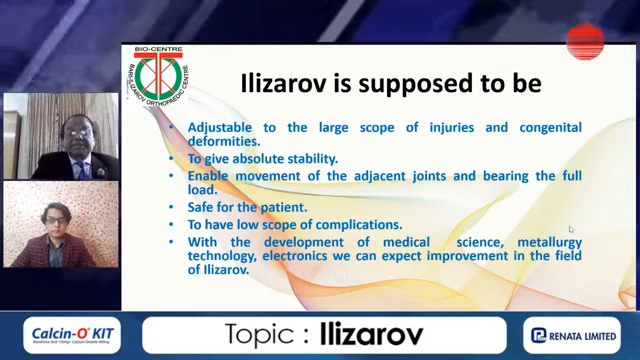 BIO-CENTRE
BARI-ILIZAROV ORTHOPAEDIC CENTRE
Ilizarov is supposed to be
• Adjustable to the large scope of injuries and congenital
deformities.
• To give absolute stability.
• Enable movement of the adjacent joints and bearing the full
load.
• Safe for the patient.
• To have low scope of complications.
• With the development of medical science, metallurgy
technology, electronics we can expect improvement in the field
of Ilizarov.
Calcin-O® KIT
Topic : Ilizarov
RENATA LIMITED